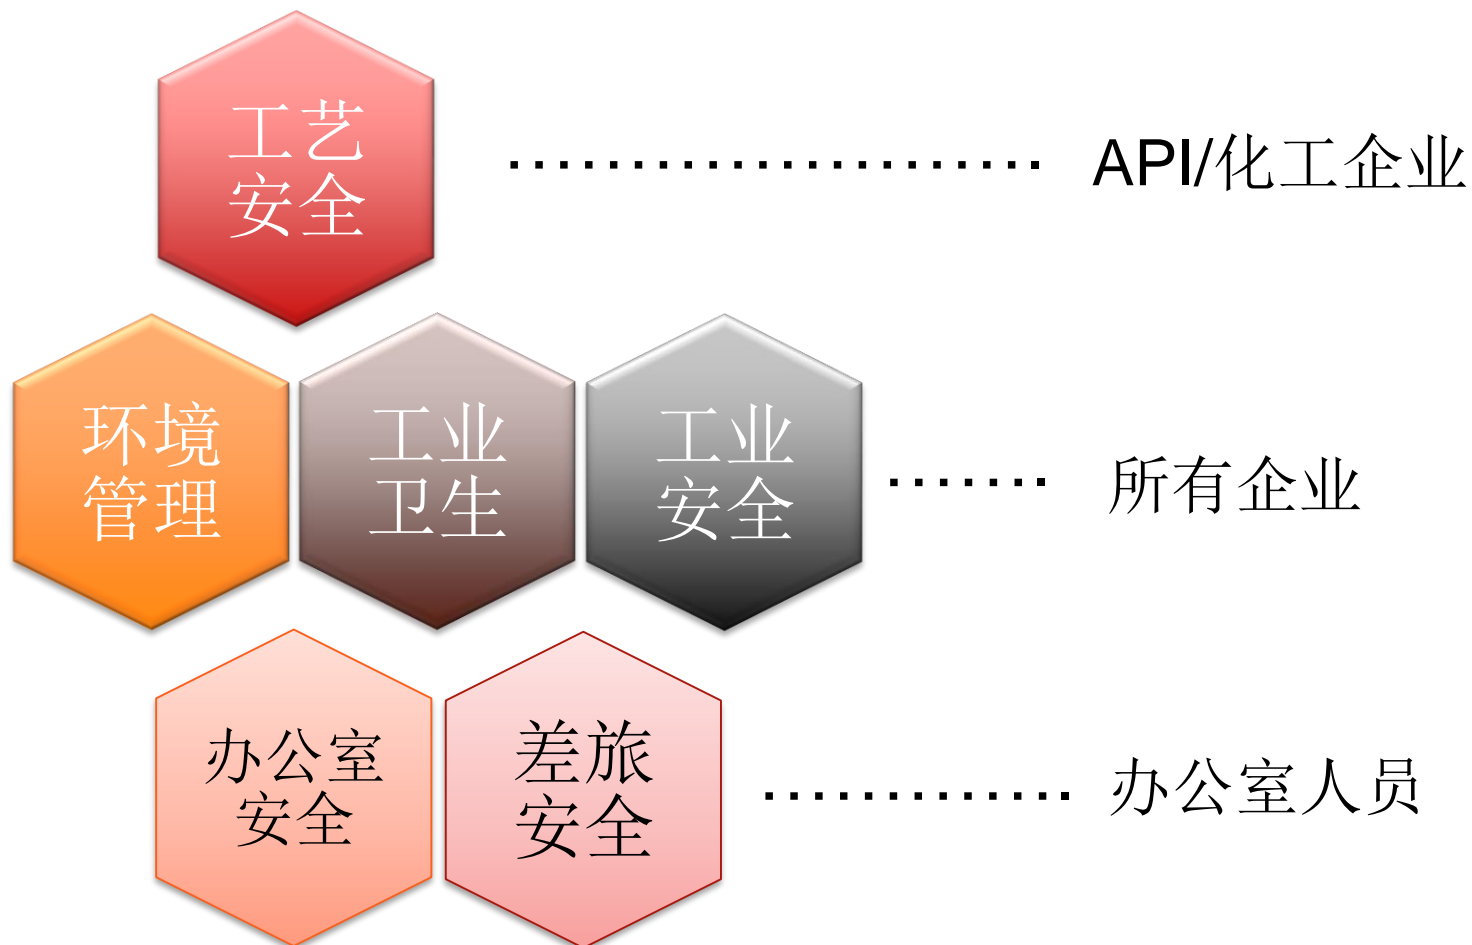 工艺
安全
API/化工企业
环境
管理
工业
卫生
工业
安全
所有企业
办公室
安全
差旅
安全
办公室人员